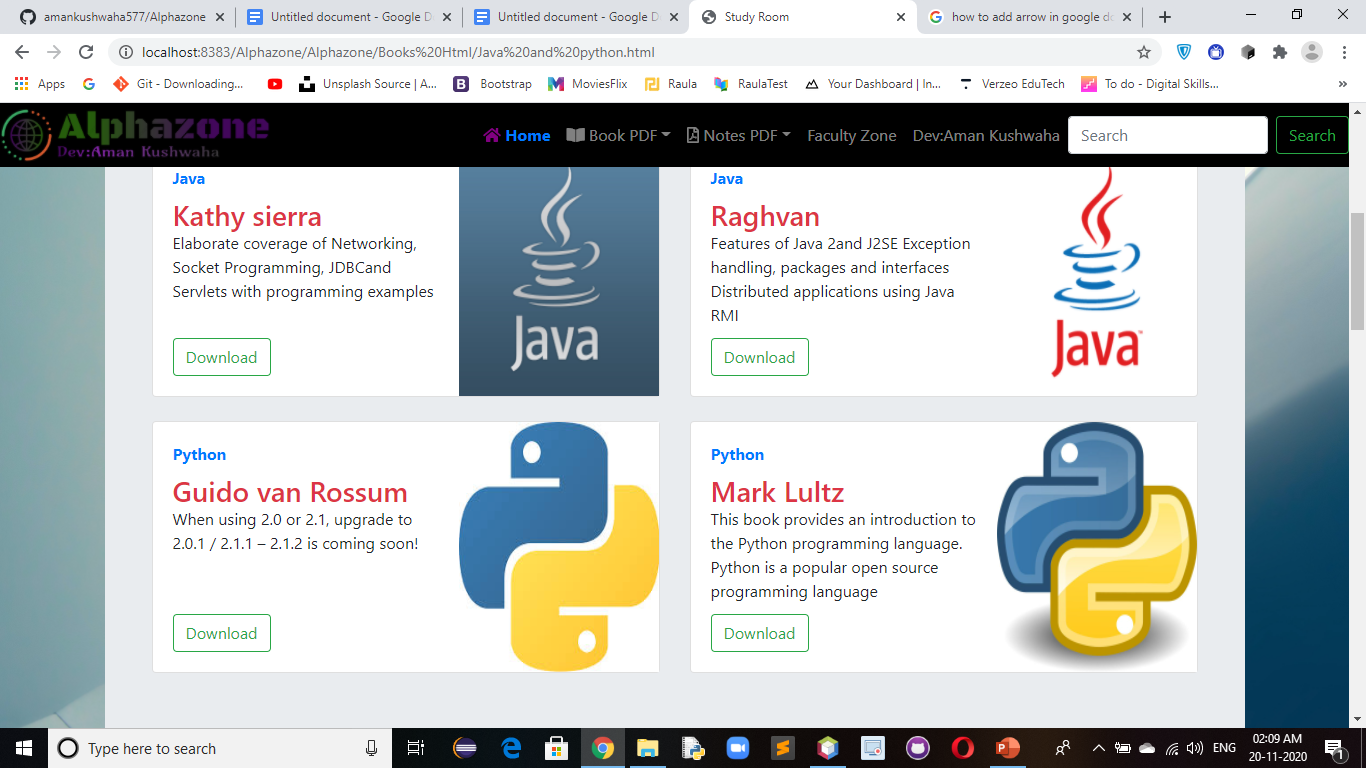 amankushwaha577/Alphazone
Untitled document - Google D
Untitled document - Google D
Study Room
how to add arrow in google do
localhost:8383/Alphazone/Alphazone/Books%20Html/Java%20and%20python.html
Apps
Git - Downloading...
Unsplash Source | A...
Bootstrap
MoviesFlix
Raula
RaulaTest
Your Dashboard | In...
Verzeo EduTech
To do - Digital Skills...
»
Alphazone
Dev:Aman Kushwaha
Home
Book PDF
Notes PDF
Faculty Zone
Dev:Aman Kushwaha
Search
Search
Java
Kathy sierra
Elaborate coverage of Networking,
Socket Programming, JDBCand
Servlets with programming examples
Download
Java
Java
Raghvan
Features of Java 2and J2SE Exception
handling, packages and interfaces
Distributed applications using Java
RMI
Download
Java™
Python
Guido van Rossum
When using 2.0 or 2.1, upgrade to
2.0.1 / 2.1.1 – 2.1.2 is coming soon!
Download
Python
Mark Lultz
This book provides an introduction to
the Python programming language.
Python is a popular open source
programming language
Download
Type here to search
ENG
02:09 AM
20-11-2020
1